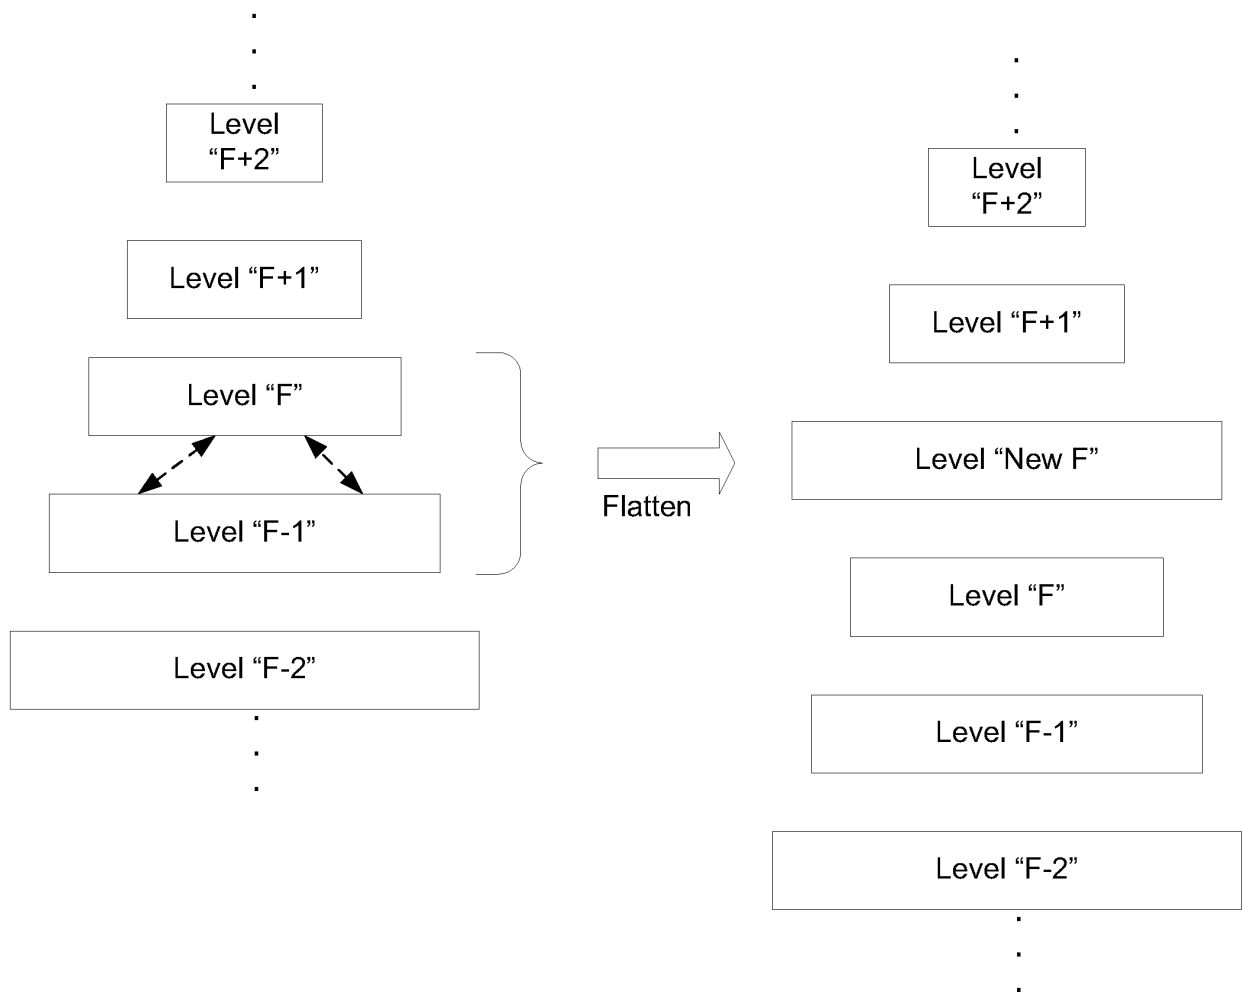 Level
“F+2”
Level “F+1”
Level “F”
Level “F-1”
Level “F-2”
Flatten
Level
“F+2”
Level “F+1”
Level “New F”
Level “F”
Level “F-1”
Level “F-2”